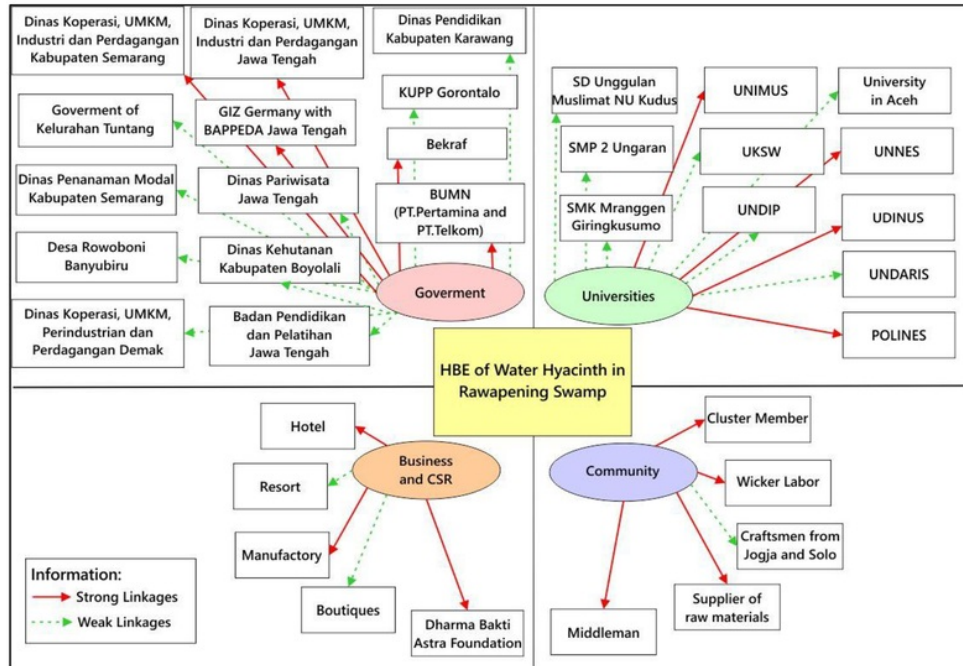 Dinas Koperasi, UMKM,
Industri dan Perdagangan
Kabupaten Semarang
Dinas Koperasi, UMKM,
Industri dan Perdagangan
Jawa Tengah
Dinas Pendidikan
Kabupaten Karawang
Goverment of
Kelurahan Tuntang
GIZ Germany with
BAPPEDA Jawa Tengah
KUPP Gorontalo
Bekraf
Dinas Penanaman Modal
Kabupaten Semarang
Dinas Pariwisata
Jawa Tengah
BUMN
(PT.Pertamina and
PT.Telkom)
Desa Rowoboni
Banyubiru
Dinas Kehutanan
Kabupaten Boyolali
Goverment
Dinas Koperasi, UMKM,
Perindustrian dan
Perdagangan Demak
Badan Pendidikan
dan Pelatihan
Jawa Tengah
SD Unggulan
Muslimat NU Kudus
UNIMUS
University
in Aceh
SMP 2 Ungaran
UKSW
UNNES
SMK Mranggen
Giringkusumo
UNDIP
UDINUS
Universities
UNDARIS
POLINES
HBE of Water Hyacinth in
Rawapening Swamp
Hotel
Business
and CSR
Resort
Manufactory
Boutiques
Dharma Bakti
Astra Foundation
Cluster Member
Community
Wicker Labor
Craftsmen from
Jogja and Solo
Supplier of
raw materials
Middleman
Information:
Strong Linkages
Weak Linkages